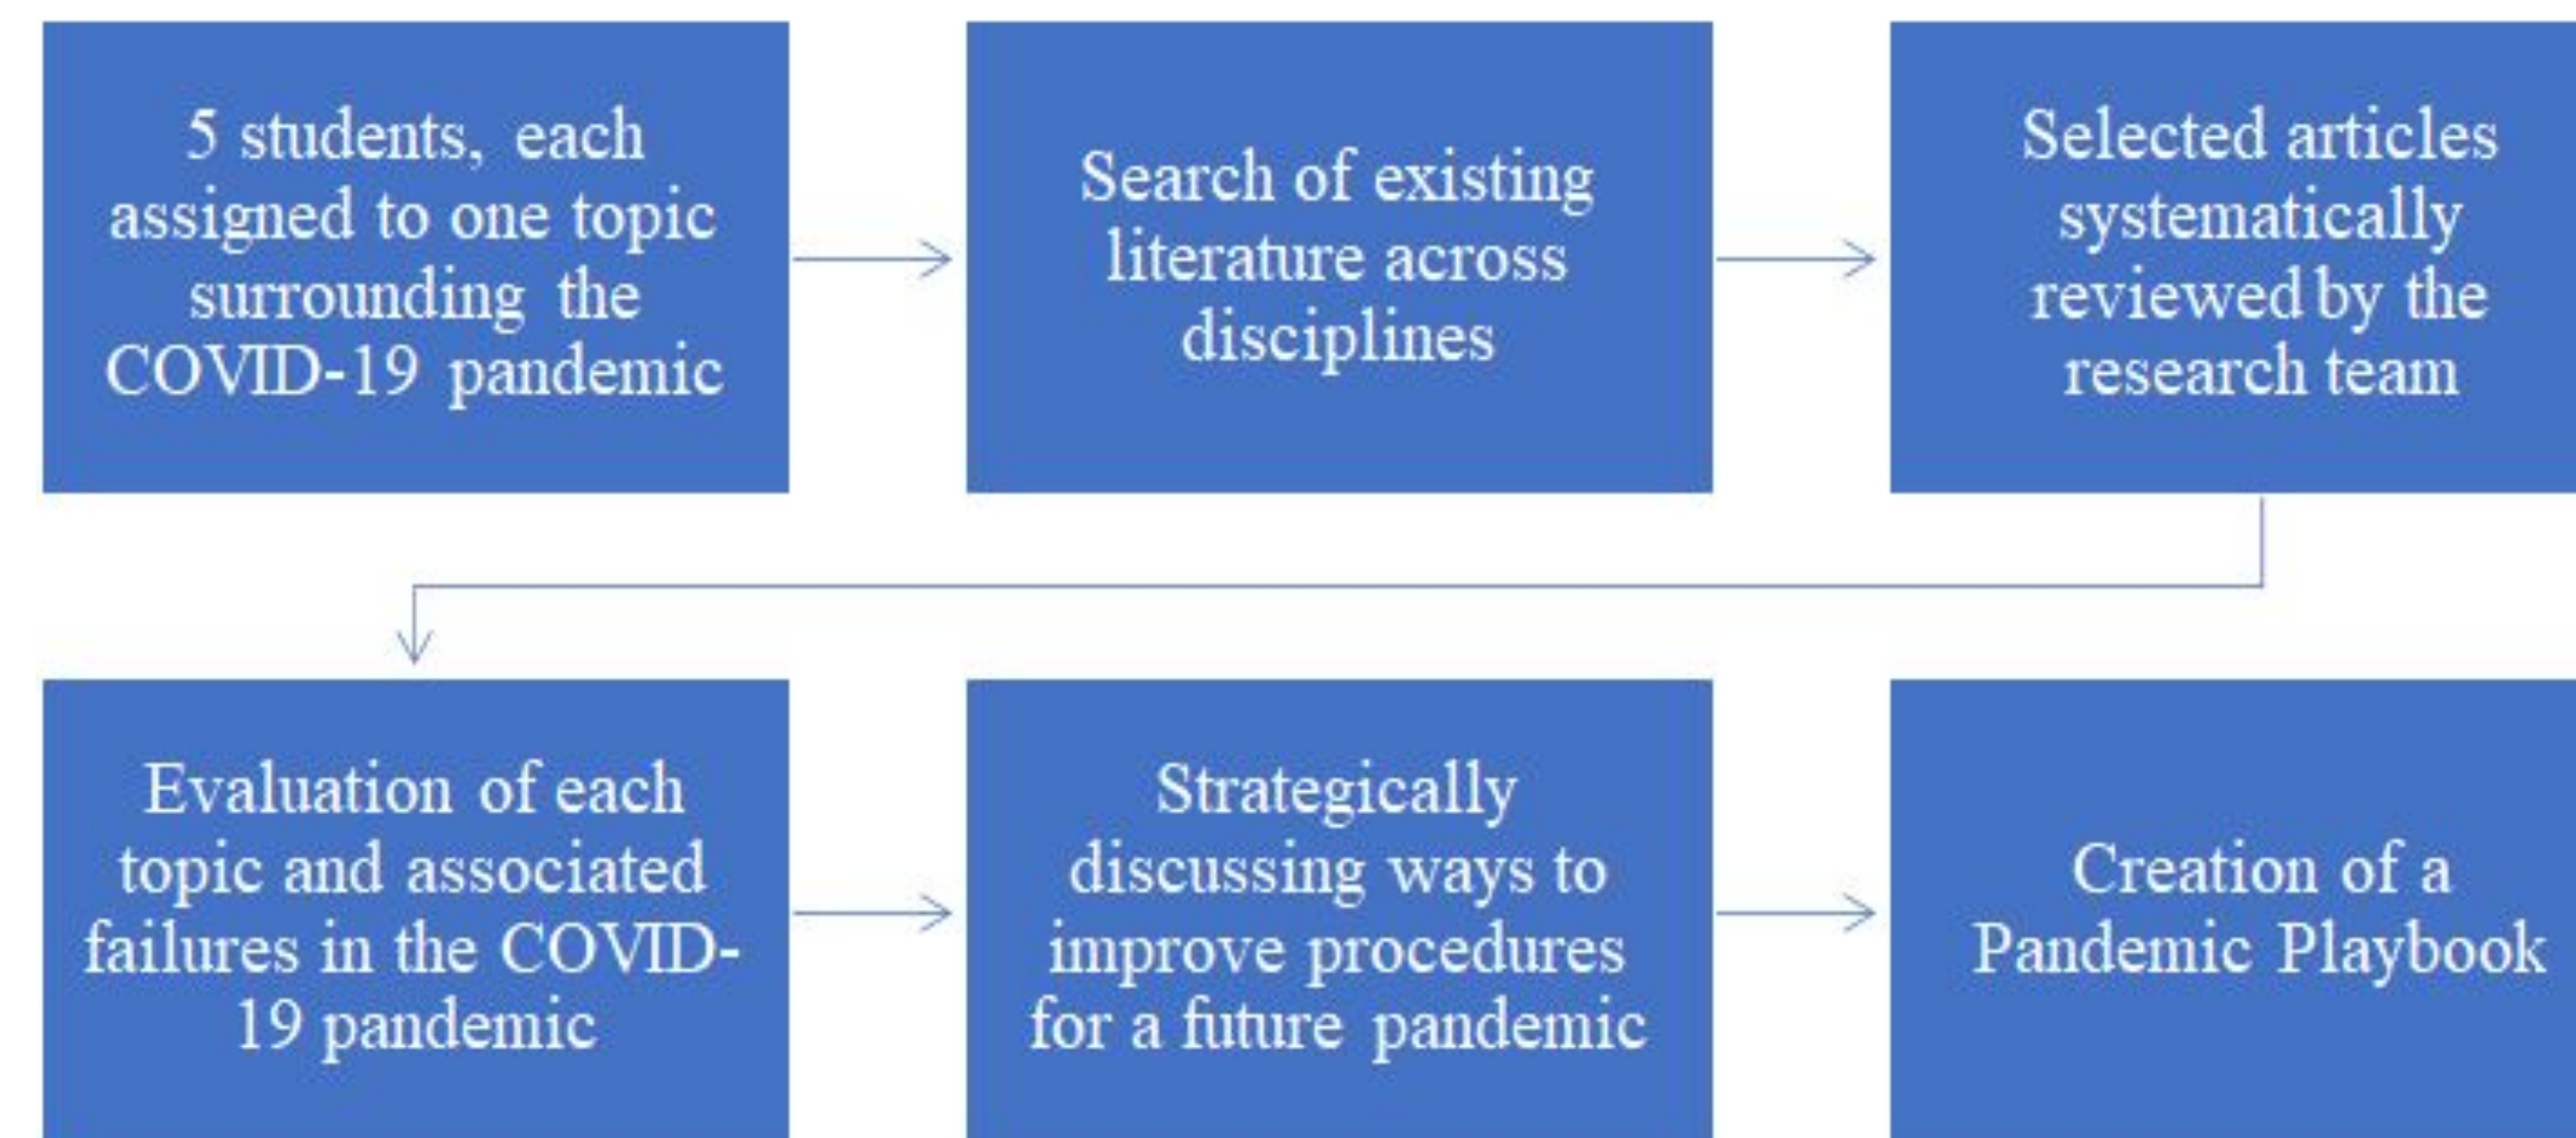 5 students, each
assigned to one topic
surrounding the
COVID-19 pandemic
Search of existing
literature across
disciplines
Selected articles
systematically
reviewed by the
research team
Evaluation of each
topic and associated
failures in the COVID-
19 pandemic
Strategically
discussing ways to
improve procedures
for a future pandemic
Creation of a
Pandemic Playbook